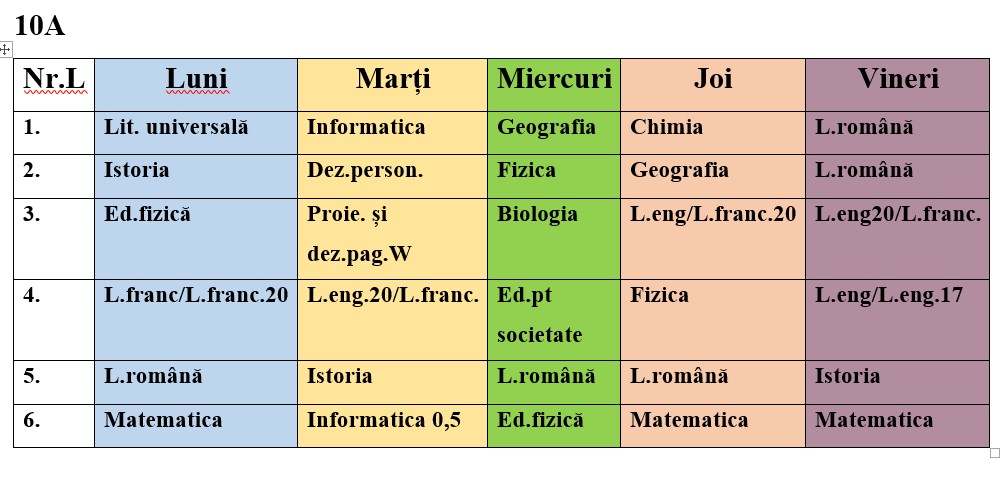 10A
Nr.L Luni Marți Miercuri Joi Vineri
1. Lit. universală Informatica Geografia Chimia L.română
2. Istoria Dez.person. Fizica Geografia L.română
3. Ed.fizică Proie. și Biologia L.eng/L.franc.20 L.eng20/L.franc.
dez.pag.W
4. L.franc/L.franc.20 L.eng.20/L.franc. Ed.pt Fizica L.eng/L.eng.17
societate
5. L.română Istoria L.română L.română Istoria
6. Matematica Informatica 0,5 Ed.fizică Matematica Matematica